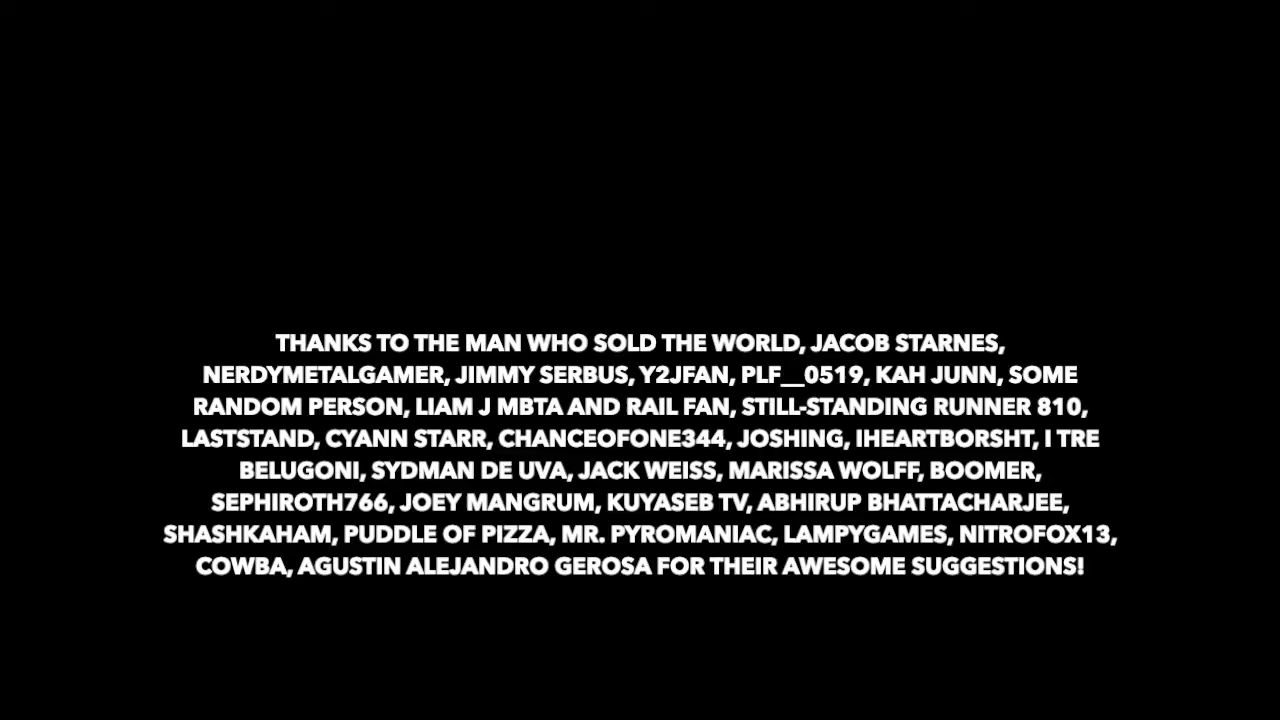 THANKS TO THE MAN WHO SOLD THE WORLD, JACOB STARNES,
NERDYMETALGAMER, JIMMY SERBUS, Y2JFAN, PLF__0519, KAH JUNN, SOME
RANDOM PERSON, LIAM J MBTA AND RAIL FAN, STILL-STANDING RUNNER 810,
LASTSTAND, CYANN STARR, CHANCEOFONE344, JOSHING, IHEARTBORSHT, I TRE
BELUGONI, SYDMAN DE UVA, JACK WEISS, MARISSA WOLFF, BOOMER,
SEPHIROTH766, JOEY MANGRUM, KUYASEB TV, ABHIRUP BHATTACHARJEE,
SHASHKAHAM, PUDDLE OF PIZZA, MR. PYROMANIAC, LAMPYGAMES, NITROFOX13,
COWBA, AGUSTIN ALEJANDRO GEROSA FOR THEIR AWESOME SUGGESTIONS!